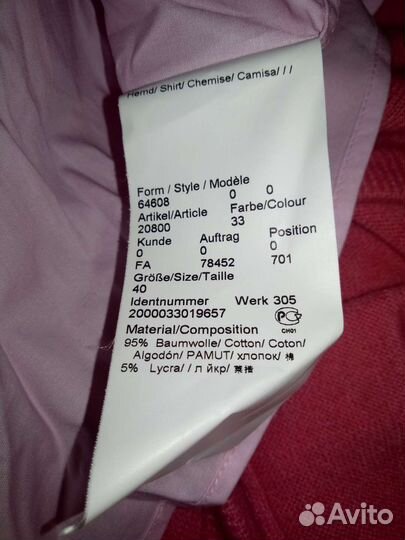 Hemd/ Shirt/ Chemise/ Camisa/ / /
Form / Style / Modèle
64608 0 0
Artikel/Article Farbe/Colour
20800 33
Kunde Auftrag Position
0 0 0
FA 78452 701
Größe/Size/Taille
40
Identnummer Werk 305
2000033019657
Material/Composition
CH01
95% Baumwolle/ Cotton/ Coton/
Algodón/ PAMUT/ хлопок/ 棉
5% Lycra/ / л йкр/ 莱措
Avito